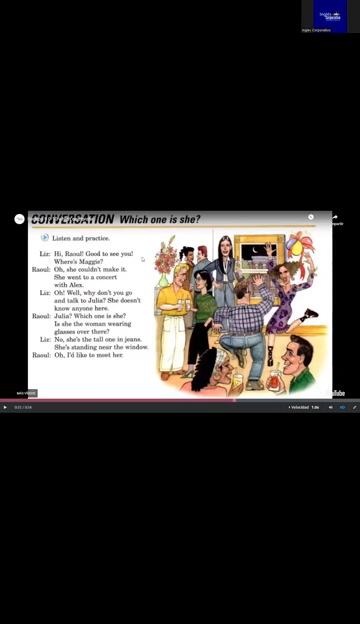 Inglés
Corporativo
Inglés Corporativo
CONVERSATION Which one is she?
Listen and practice.
Liz: Hi, Raoul! Good to see you!
Where's Maggie?
Raoul: Oh, she couldn't make it.
She went to a concert
with Alex.
Liz: Oh! Well, why don't you go
and talk to Julia? She doesn't
know anyone here.
Raoul: Julia? Which one is she?
Is she the woman wearing
glasses over there?
Liz: No, she's the tall one in jeans.
She's standing near the window.
Raoul: Oh, I'd like to meet her.
Velocidad